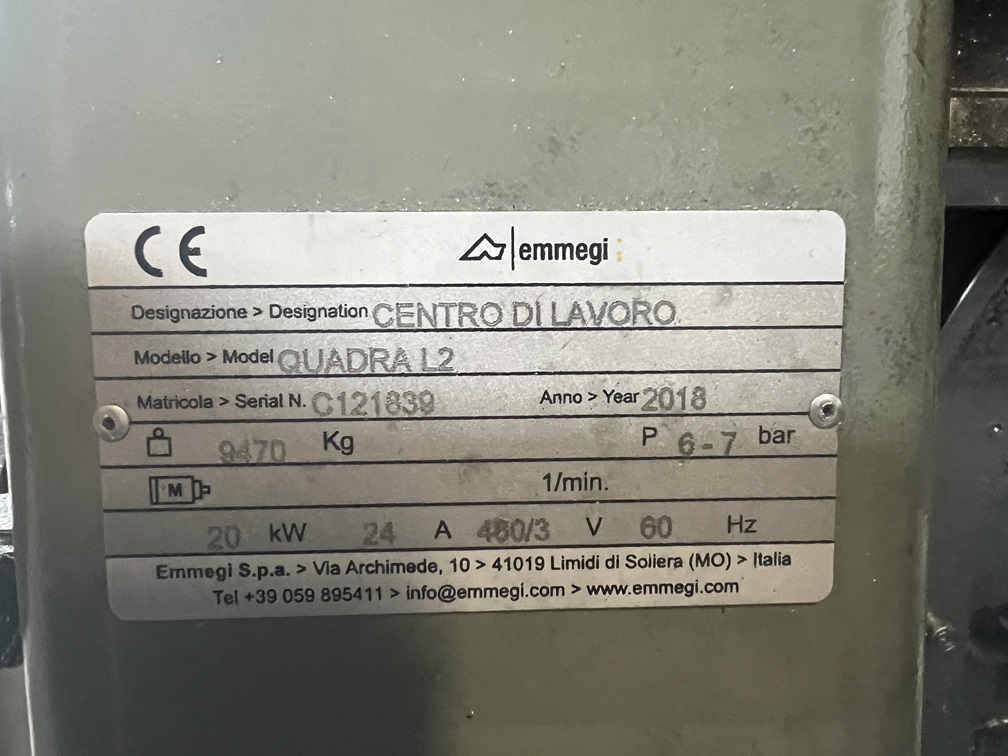 CE emmegi
Designazione > Designation CENTRO DI LAVORO
Modello > Model QUADRA L2
Matricola > Serial N. C121839 Anno > Year 2018
9470 Kg P 6-7 bar
M 1/min.
20 kW 24 A 480/3 V 60 Hz
Emmegi S.p.a. > Via Archimede, 10 > 41019 Limidi di Soliera (MO) > Italia
Tel +39 059 895411 > info@emmegi.com > www.emmegi.com